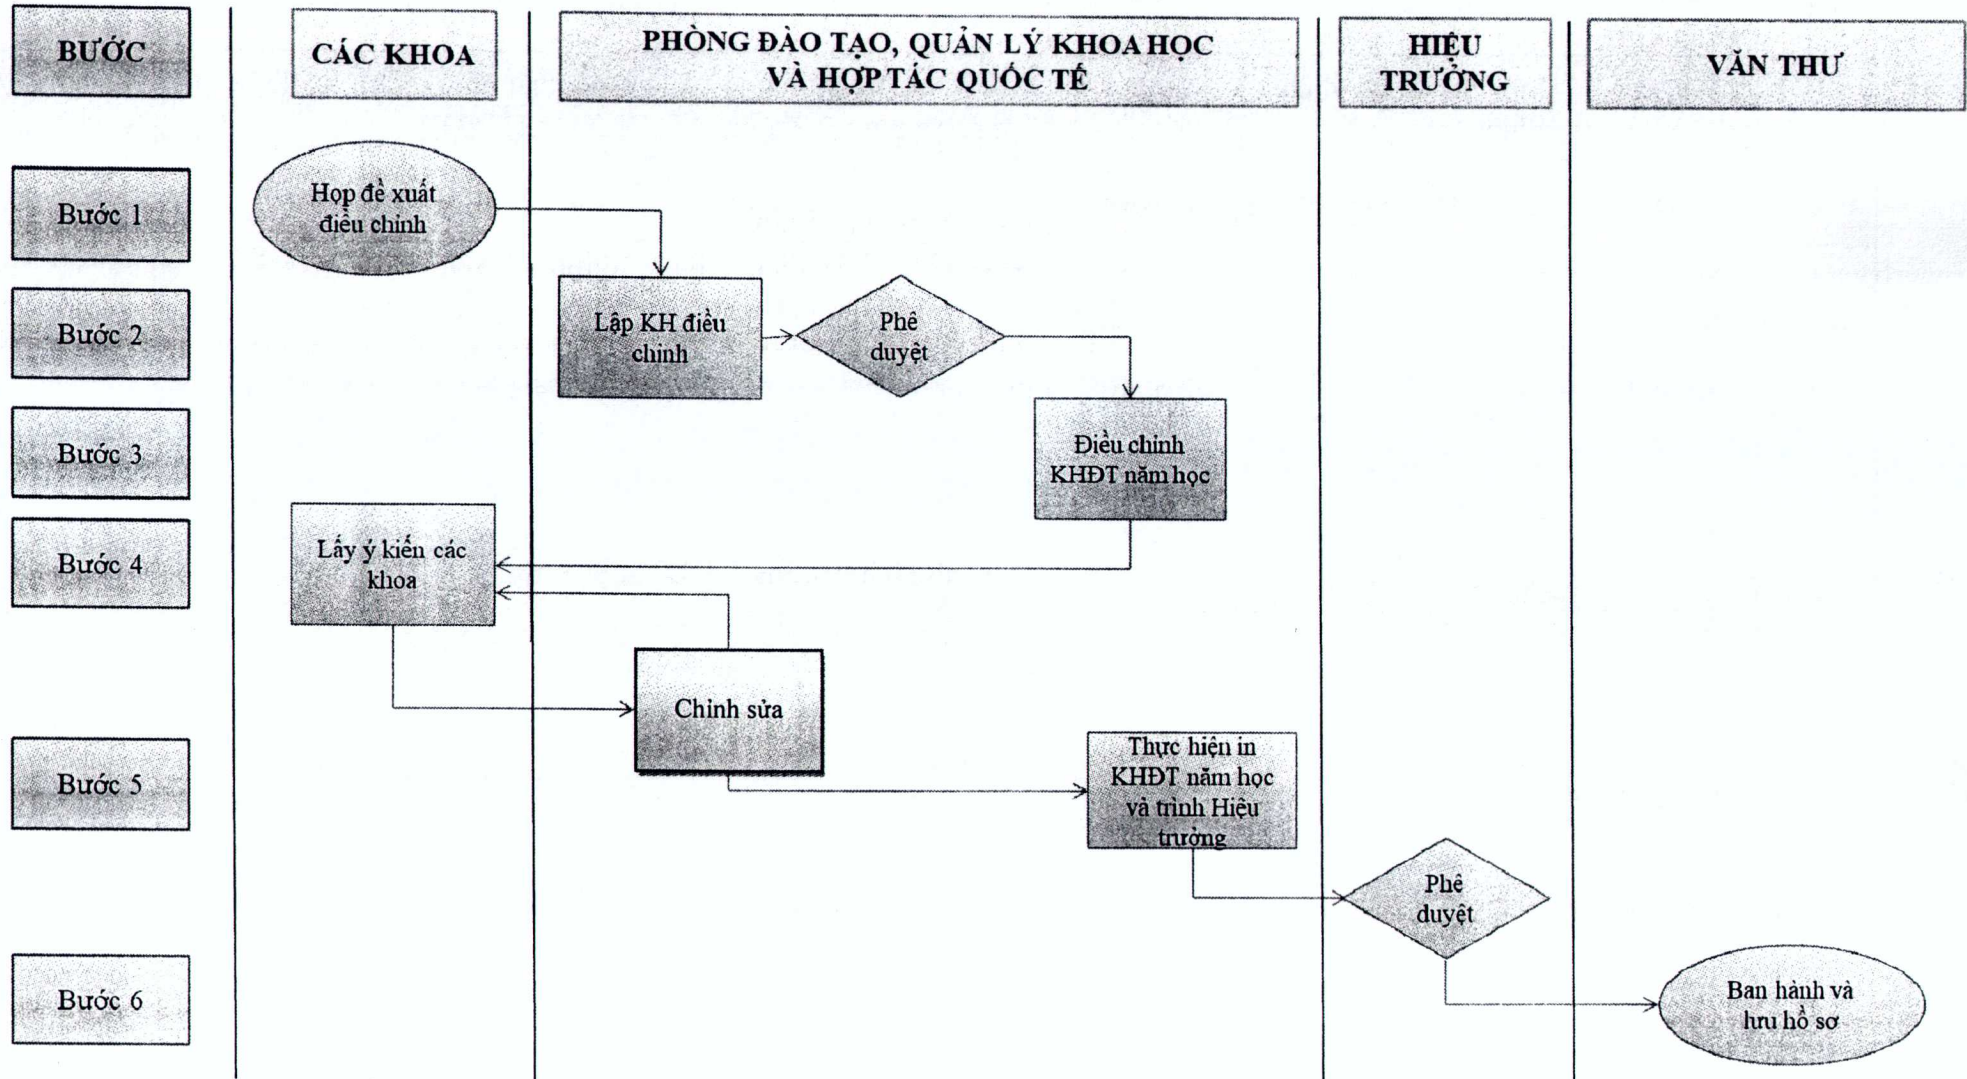 BƯỚC
CÁC KHOA
PHÒNG ĐÀO TẠO, QUẢN LÝ KHOA HỌC
VÀ HỢP TÁC QUỐC TẾ
HIỆU
TRƯỞNG
VĂN THƯ
Bước 1
Họp đề xuất
điều chỉnh
Bước 2
Lập KH điều
chỉnh
Phê
duyệt
Bước 3
Điều chỉnh
KHĐT năm học
Bước 4
Lấy ý kiến các
khoa
Chỉnh sửa
Bước 5
Thực hiện in
KHĐT năm học
và trình Hiệu
trưởng
Phê
duyệt
Bước 6
Ban hành và
lưu hồ sơ